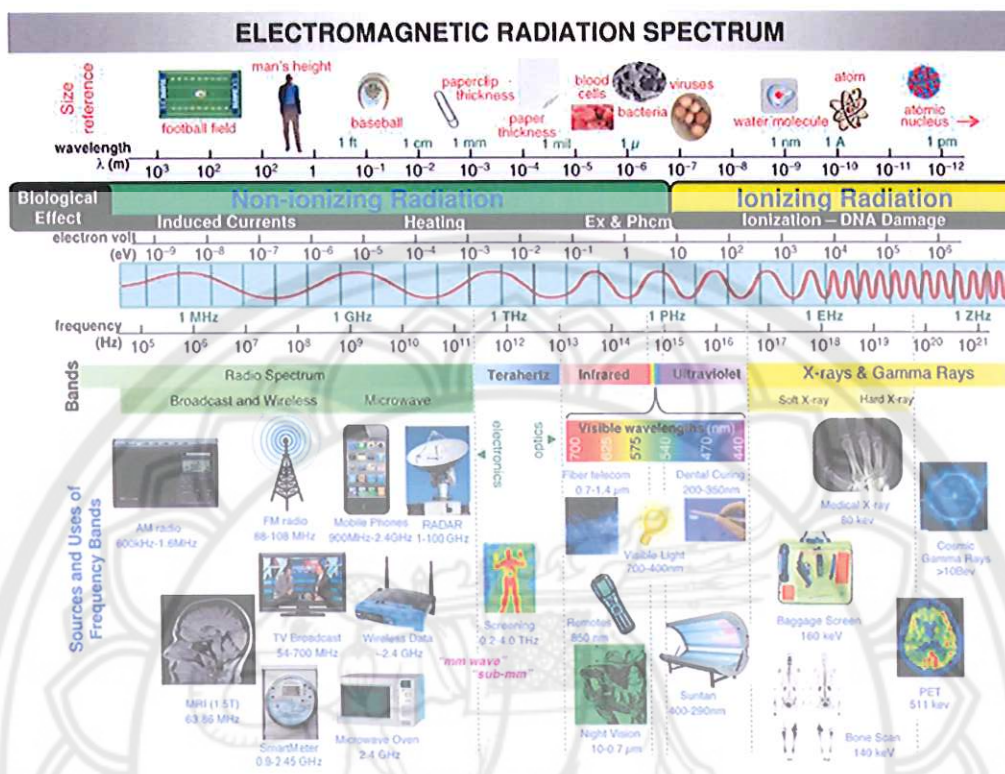 ELECTROMAGNETIC RADIATION SPECTRUM
Size reference
football field
man's height
baseball
paperclip thickness
paper thickness
blood cells
bacteria
viruses
water molecule
atom
atomic nucleus →
wavelength λ (m)
1 ft 1 cm 1 mm 1 mil 1 µ 1 nm 1 A 1 pm
10³ 10² 10² 1 10⁻¹ 10⁻² 10⁻³ 10⁻⁴ 10⁻⁵ 10⁻⁶ 10⁻⁷ 10⁻⁸ 10⁻⁹ 10⁻¹⁰ 10⁻¹¹ 10⁻¹²
Biological Effect
Non-ionizing Radiation
Ionizing Radiation
Induced Currents
Heating
Ex & Phcm
Ionization – DNA Damage
electron volt (eV)
10⁻⁹ 10⁻⁸ 10⁻⁷ 10⁻⁶ 10⁻⁵ 10⁻⁴ 10⁻³ 10⁻² 10⁻¹ 1 10 10² 10³ 10⁴ 10⁵ 10⁶
1 MHz 1 GHz 1 THz 1 PHz 1 EHz 1 ZHz
frequency (Hz)
10⁵ 10⁶ 10⁷ 10⁸ 10⁹ 10¹⁰ 10¹¹ 10¹² 10¹³ 10¹⁴ 10¹⁵ 10¹⁶ 10¹⁷ 10¹⁸ 10¹⁹ 10²⁰ 10²¹
Bands
Radio Spectrum
Terahertz
Infrared
Ultraviolet
X-rays & Gamma Rays
Broadcast and Wireless
Microwave
Soft X-ray
Hard X-ray
electronics
optics
Visible wavelengths (nm)
700 625 575 540 470 440
Sources and Uses of Frequency Bands
AM radio
600kHz-1.6MHz
FM radio
88-108 MHz
Mobile Phones
900MHz-2.4GHz
RADAR
1-100 GHz
Fiber telecom
0.7-1.4 µm
Dental Curing
200-350nm
Visible Light
700-400nm
Medical X ray
80 kev
Cosmic
Gamma Rays
>10Bev
TV Broadcast
54-700 MHz
Wireless Data
~2.4 GHz
Screening
0.2-4.0 THz
"mm wave"
"sub-mm"
Remotes
850 nm
Baggage Screen
160 keV
MRI (1.5T)
63.86 MHz
SmartMeter
0.9-2.45 GHz
Microwave Oven
2.4 GHz
Night Vision
10-0.7 µm
Suntan
400-290nm
PET
511 kev
Bone Scan
140 keV